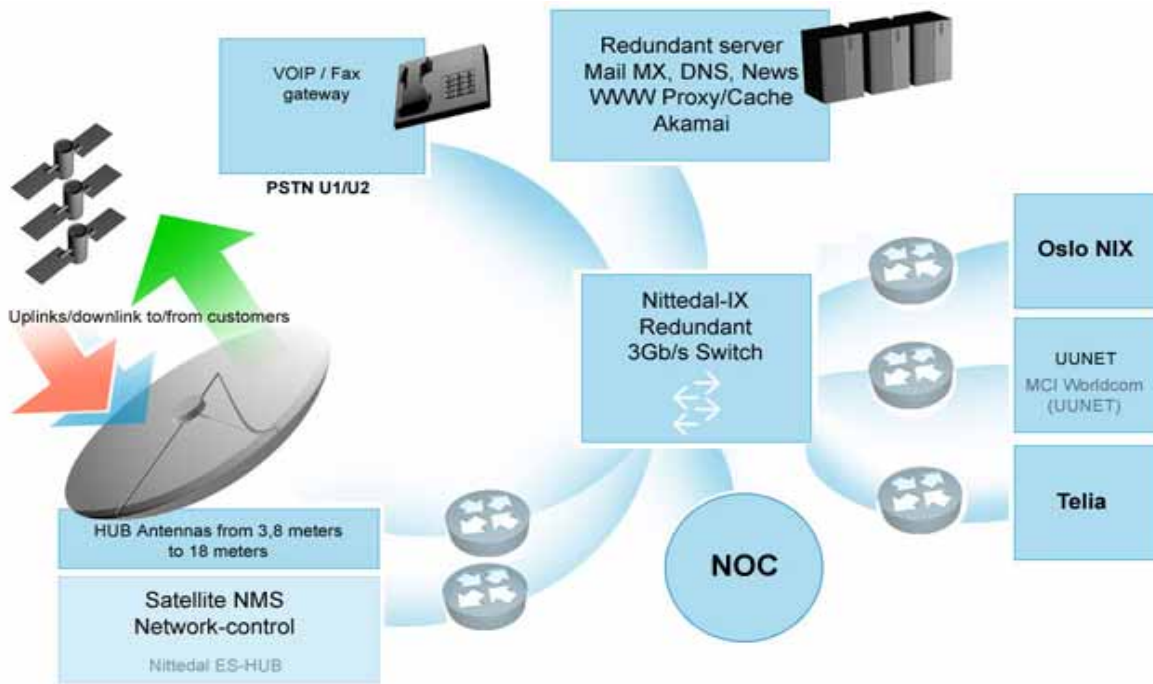 VOIP / Fax
gateway
PSTN U1/U2
Redundant server
Mail MX, DNS, News
WWW Proxy/Cache
Akamai
Uplinks/downlink to/from customers
Nittedal-IX
Redundant
3Gb/s Switch
Oslo NIX
UUNET
MCI Worldcom
(UUNET)
Telia
NOC
HUB Antennas from 3,8 meters
to 18 meters
Satellite NMS
Network-control
Nittedal ES-HUB